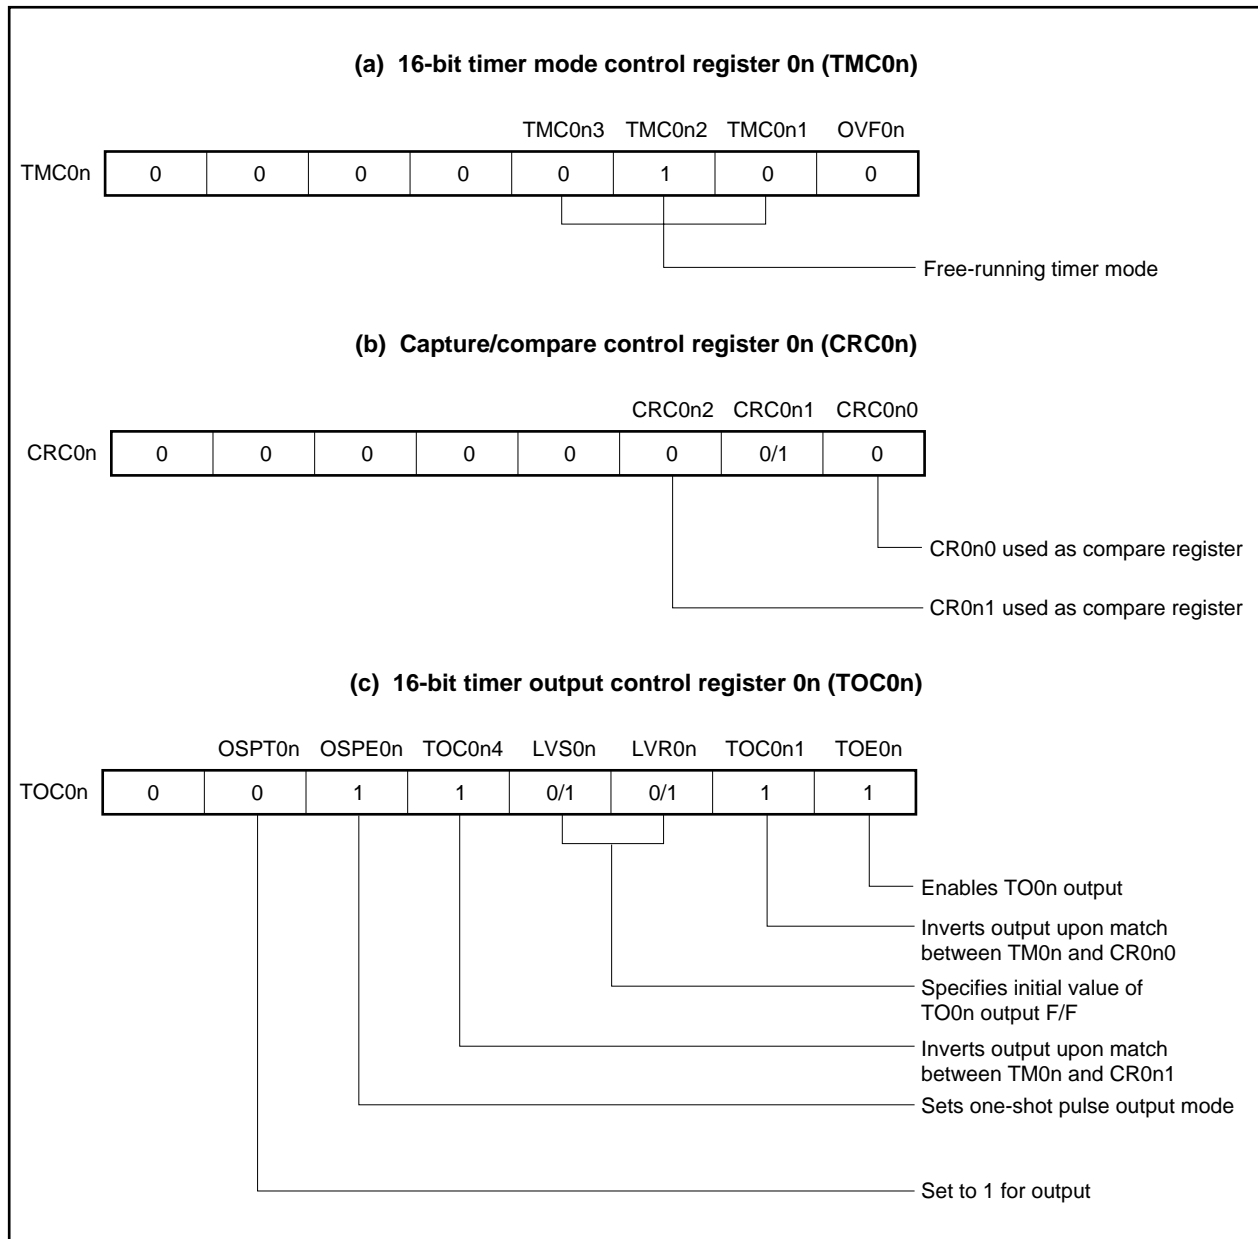 (a) 16-bit timer mode control register 0n (TMC0n)
TMC0n3 TMC0n2 TMC0n1 OVF0n
TMC0n 0 0 0 0 0 1 0 0
Free-running timer mode
(b) Capture/compare control register 0n (CRC0n)
CRC0n2 CRC0n1 CRC0n0
CRC0n 0 0 0 0 0 0 0/1 0
CR0n0 used as compare register
CR0n1 used as compare register
(c) 16-bit timer output control register 0n (TOC0n)
OSPT0n OSPE0n TOC0n4 LVS0n LVR0n TOC0n1 TOE0n
TOC0n 0 0 1 1 0/1 0/1 1 1
Enables TO0n output
Inverts output upon match
between TM0n and CR0n0
Specifies initial value of
TO0n output F/F
Inverts output upon match
between TM0n and CR0n1
Sets one-shot pulse output mode
Set to 1 for output